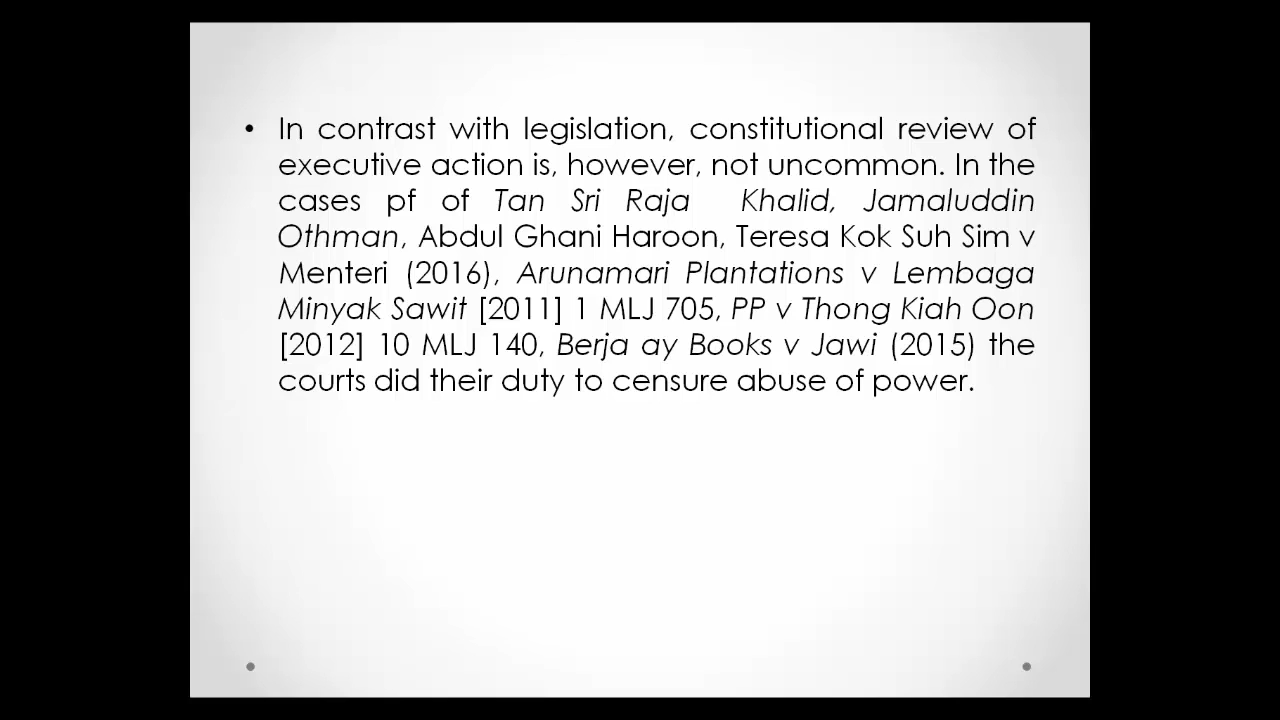 • In contrast with legislation, constitutional review of
executive action is, however, not uncommon. In the
cases pf of Tan Sri Raja Khalid, Jamaluddin
Othman, Abdul Ghani Haroon, Teresa Kok Suh Sim v
Menteri (2016), Arunamari Plantations v Lembaga
Minyak Sawit [2011] 1 MLJ 705, PP v Thong Kiah Oon
[2012] 10 MLJ 140, Berja ay Books v Jawi (2015) the
courts did their duty to censure abuse of power.